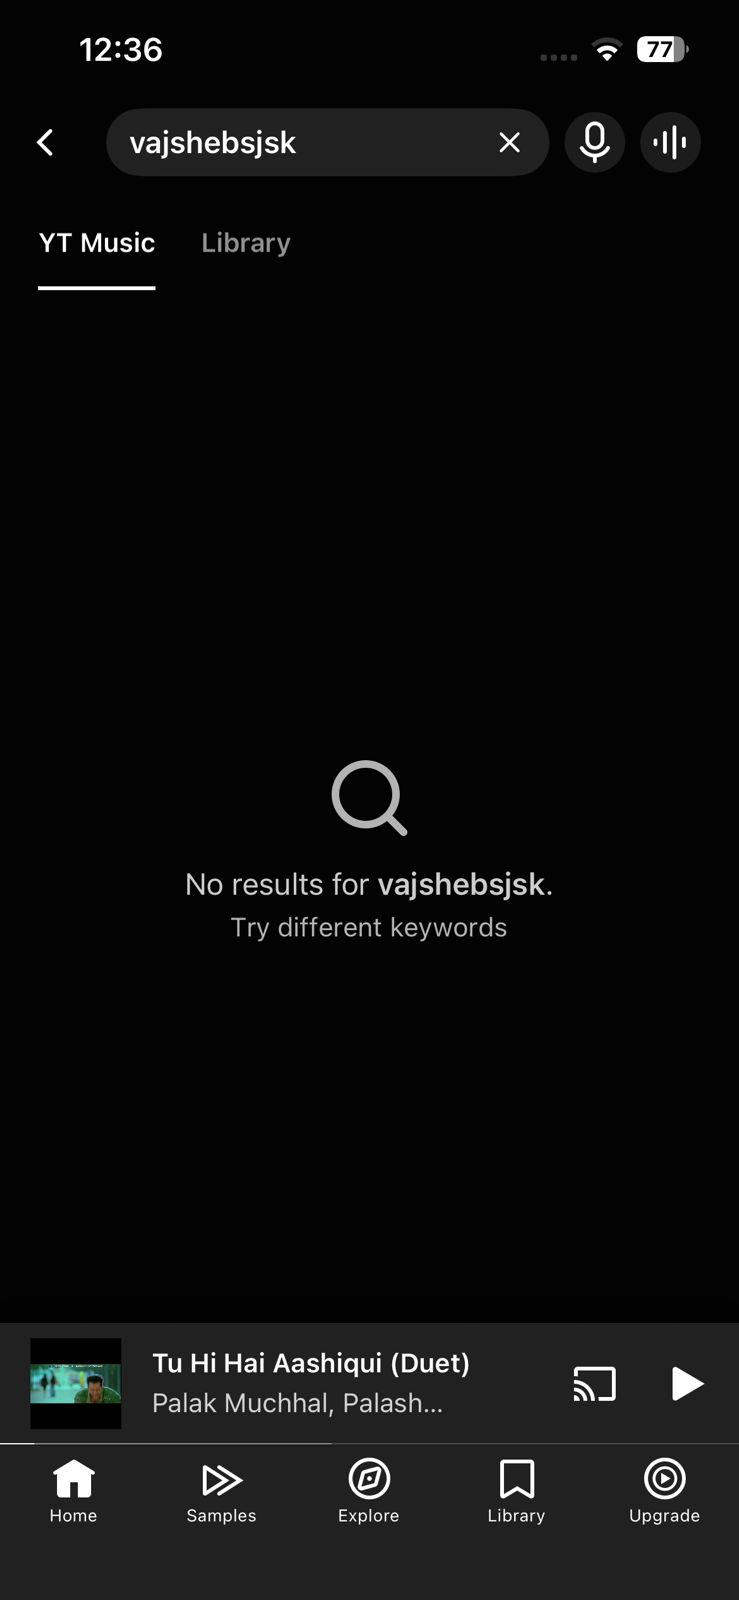 12:36
77
vajshebsjsk
YT Music
Library
No results for vajshebsjsk.
Try different keywords
Tu Hi Hai Aashiqui (Duet)
Palak Muchhal, Palash...
Home
Samples
Explore
Library
Upgrade